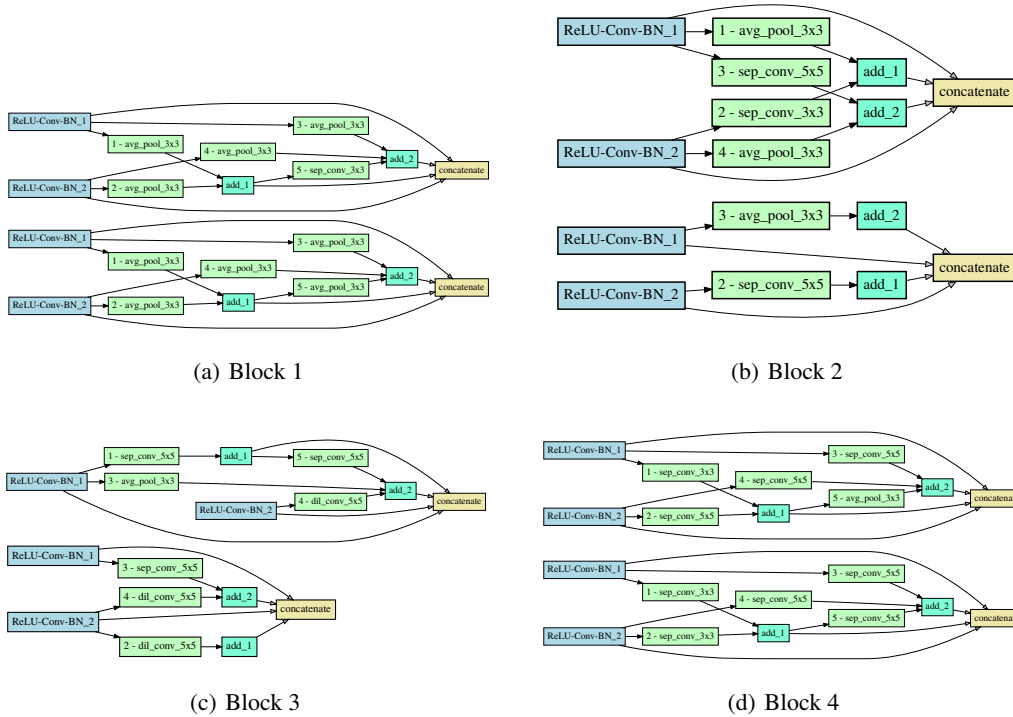 ReLU-Conv-BN_1
3 - avg_pool_3x3
1 - avg_pool_3x3
4 - avg_pool_3x3
add_2
5 - sep_conv_3x3
concatenate
ReLU-Conv-BN_2
2 - avg_pool_3x3
add_1
ReLU-Conv-BN_1
3 - avg_pool_3x3
1 - avg_pool_3x3
4 - avg_pool_3x3
add_2
5 - avg_pool_3x3
concatenate
ReLU-Conv-BN_2
2 - avg_pool_3x3
add_1
(a) Block 1
ReLU-Conv-BN_1
1 - avg_pool_3x3
3 - sep_conv_5x5
add_1
concatenate
2 - sep_conv_3x3
add_2
ReLU-Conv-BN_2
4 - avg_pool_3x3
3 - avg_pool_3x3
add_2
ReLU-Conv-BN_1
concatenate
ReLU-Conv-BN_2
2 - sep_conv_5x5
add_1
(b) Block 2
1 - sep_conv_5x5
add_1
5 - sep_conv_5x5
ReLU-Conv-BN_1
3 - avg_pool_3x3
add_2
4 - dil_conv_5x5
concatenate
ReLU-Conv-BN_2
ReLU-Conv-BN_1
3 - sep_conv_5x5
4 - dil_conv_5x5
add_2
concatenate
ReLU-Conv-BN_2
2 - dil_conv_5x5
add_1
(c) Block 3
ReLU-Conv-BN_1
3 - sep_conv_5x5
1 - sep_conv_3x3
4 - sep_conv_5x5
add_2
5 - avg_pool_3x3
concatenate
ReLU-Conv-BN_2
2 - sep_conv_5x5
add_1
ReLU-Conv-BN_1
3 - sep_conv_5x5
1 - sep_conv_3x3
4 - sep_conv_5x5
add_2
5 - sep_conv_5x5
concatenate
ReLU-Conv-BN_2
2 - sep_conv_3x3
add_1
(d) Block 4